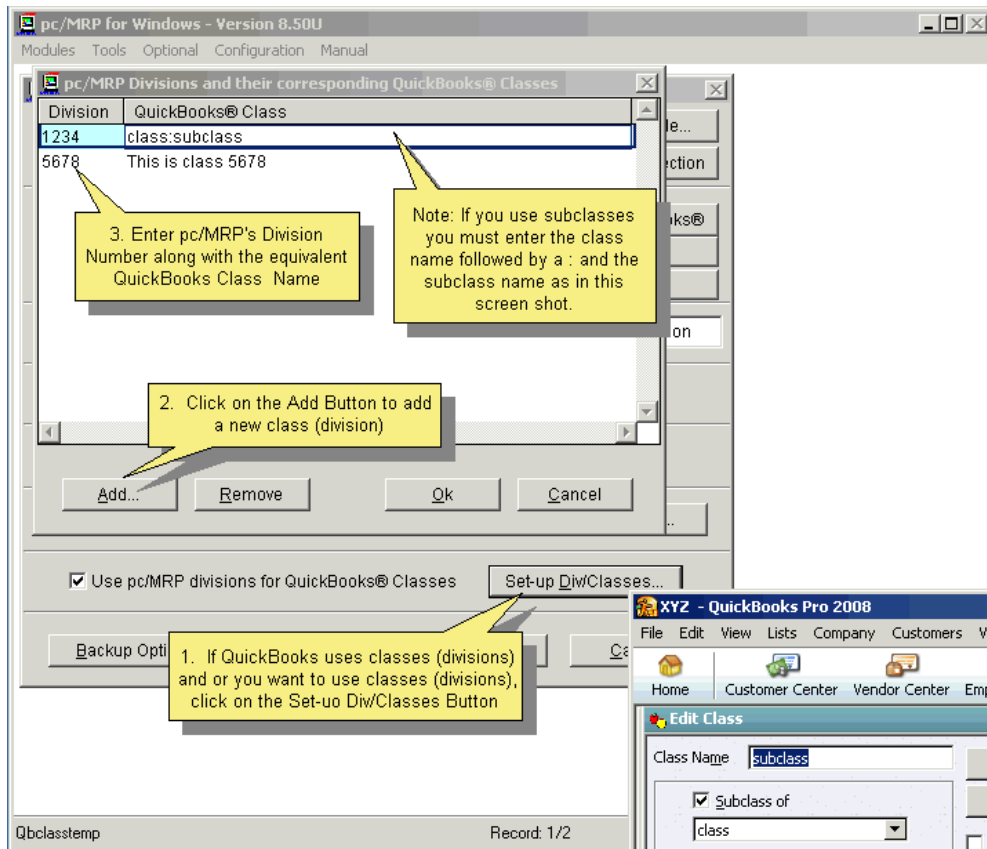 pc/MRP for Windows - Version 8.50U
Modules Tools Optional Configuration Manual
pc/MRP Divisions and their corresponding QuickBooks® Classes
Division QuickBooks® Class
1234 class:subclass
5678 This is class 5678
3. Enter pc/MRP's Division
Number along with the equivalent
QuickBooks Class Name
Note: If you use subclasses
you must enter the class
name followed by a : and the
subclass name as in this
screen shot.
on
2. Click on the Add Button to add
a new class (division)
Add... Remove Ok Cancel
Use pc/MRP divisions for QuickBooks® Classes Set-up Div/Classes...
Backup Opti
1. If QuickBooks uses classes (divisions)
and or you want to use classes (divisions),
click on the Set-uo Div/Classes Button
Qbclasstemp Record: 1/2
XYZ - QuickBooks Pro 2008
File Edit View Lists Company Customers V
Home Customer Center Vendor Center Emp
Edit Class
Class Name subclass
Subclass of
class